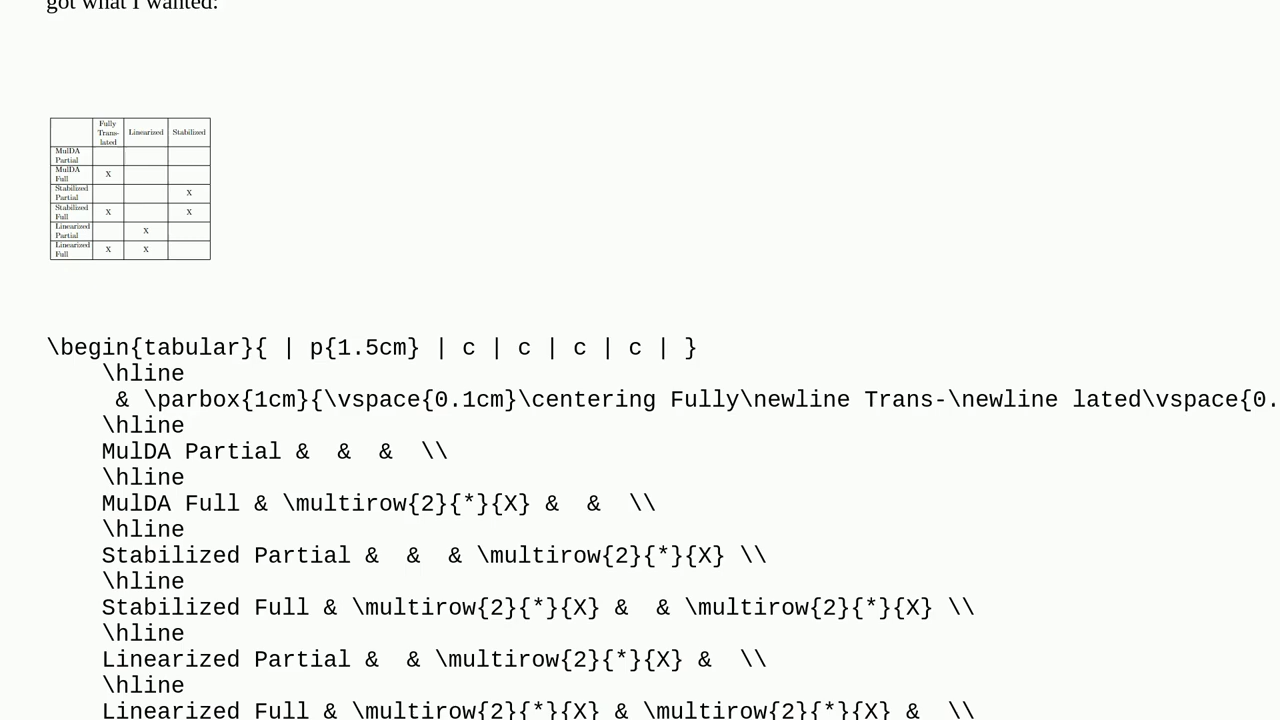 got what I wanted:
Fully
Trans-
lated
Linearized
Stabilized
MulDA
Partial
MulDA
Full
X
Stabilized
Partial
X
Stabilized
Full
X
X
Linearized
Partial
X
Linearized
Full
X
X
\begin{tabular}{ | p{1.5cm} | c | c | c | c | }
\hline
& \parbox{1cm}{\vspace{0.1cm}\centering Fully\newline Trans-\newline lated\vspace{0.
\hline
MulDA Partial & & & \\
\hline
MulDA Full & \multirow{2}{*}{X} & & \\
\hline
Stabilized Partial & & & \multirow{2}{*}{X} \\
\hline
Stabilized Full & \multirow{2}{*}{X} & & \multirow{2}{*}{X} \\
\hline
Linearized Partial & & \multirow{2}{*}{X} & \\
\hline
Linearized Full & \multirow{2}{*}{X} & \multirow{2}{*}{X} & \\